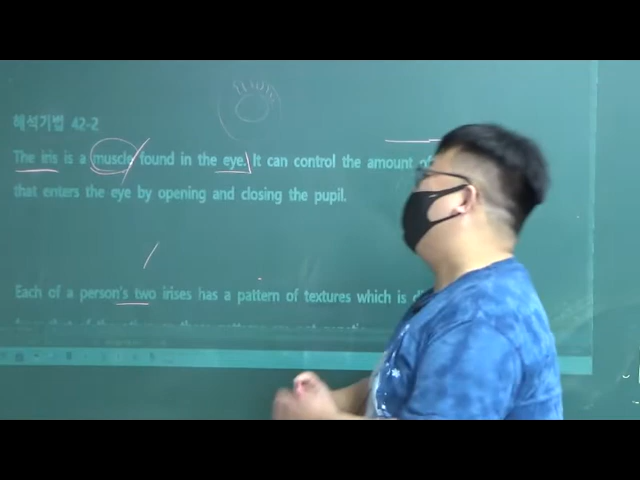 해석기법 42-2
The iris is a muscle found in the eye. It can control the amount of
that enters the eye by opening and closing the pupil.
Each of a person's two irises has a pattern of textures which is